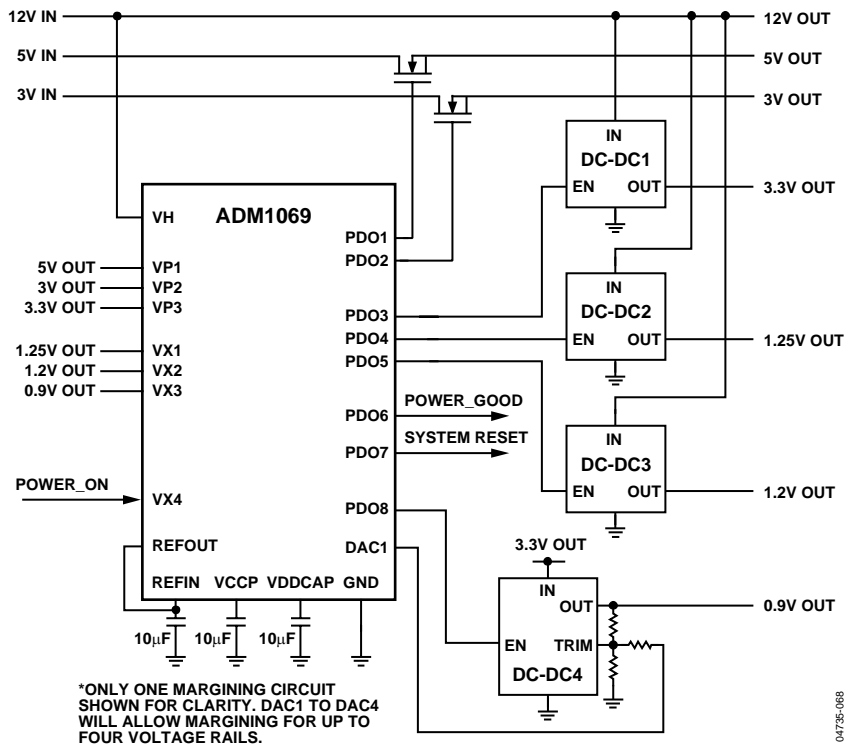 12V IN
12V OUT
5V IN
5V OUT
3V IN
3V OUT
IN
DC-DC1
EN OUT
3.3V OUT
ADM1069
VH
PDO1
PDO2
5V OUT VP1
3V OUT VP2
3.3V OUT VP3
PDO3
PDO4
PDO5
IN
DC-DC2
EN OUT
1.25V OUT
1.25V OUT VX1
1.2V OUT VX2
0.9V OUT VX3
PDO6
POWER_GOOD
PDO7
SYSTEM RESET
IN
DC-DC3
EN OUT
1.2V OUT
POWER_ON
VX4
PDO8
REFOUT
DAC1
REFIN VCCP VDDCAP GND
10µF 10µF 10µF
3.3V OUT
IN
OUT
0.9V OUT
EN TRIM
DC-DC4
*ONLY ONE MARGINING CIRCUIT
SHOWN FOR CLARITY. DAC1 TO DAC4
WILL ALLOW MARGINING FOR UP TO
FOUR VOLTAGE RAILS.
04735-068